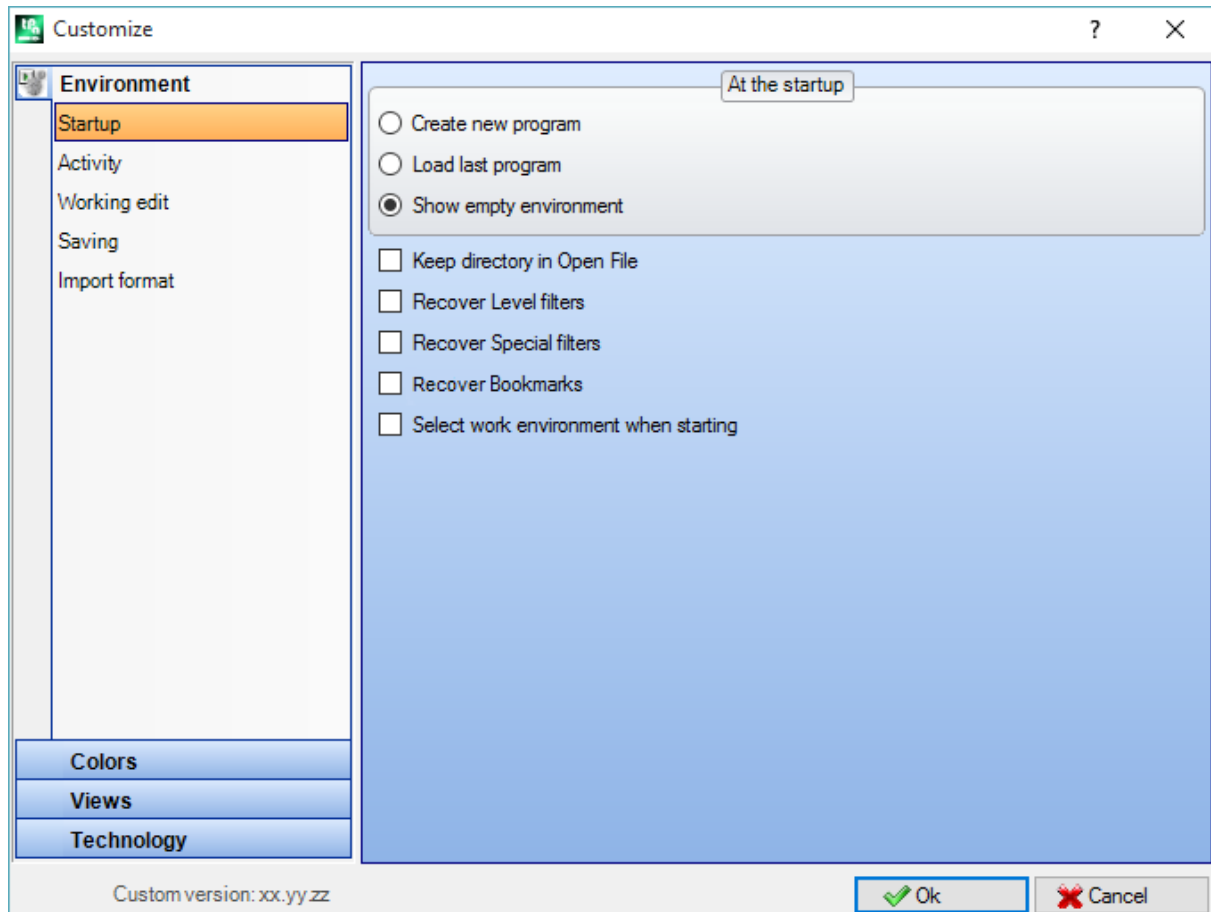 Customize
?
Environment
Startup
Activity
Working edit
Saving
Import format
Colors
Views
Technology
At the startup
Create new program
Load last program
Show empty environment
Keep directory in Open File
Recover Level filters
Recover Special filters
Recover Bookmarks
Select work environment when starting
Custom version: xx.yy.zz
Ok
Cancel